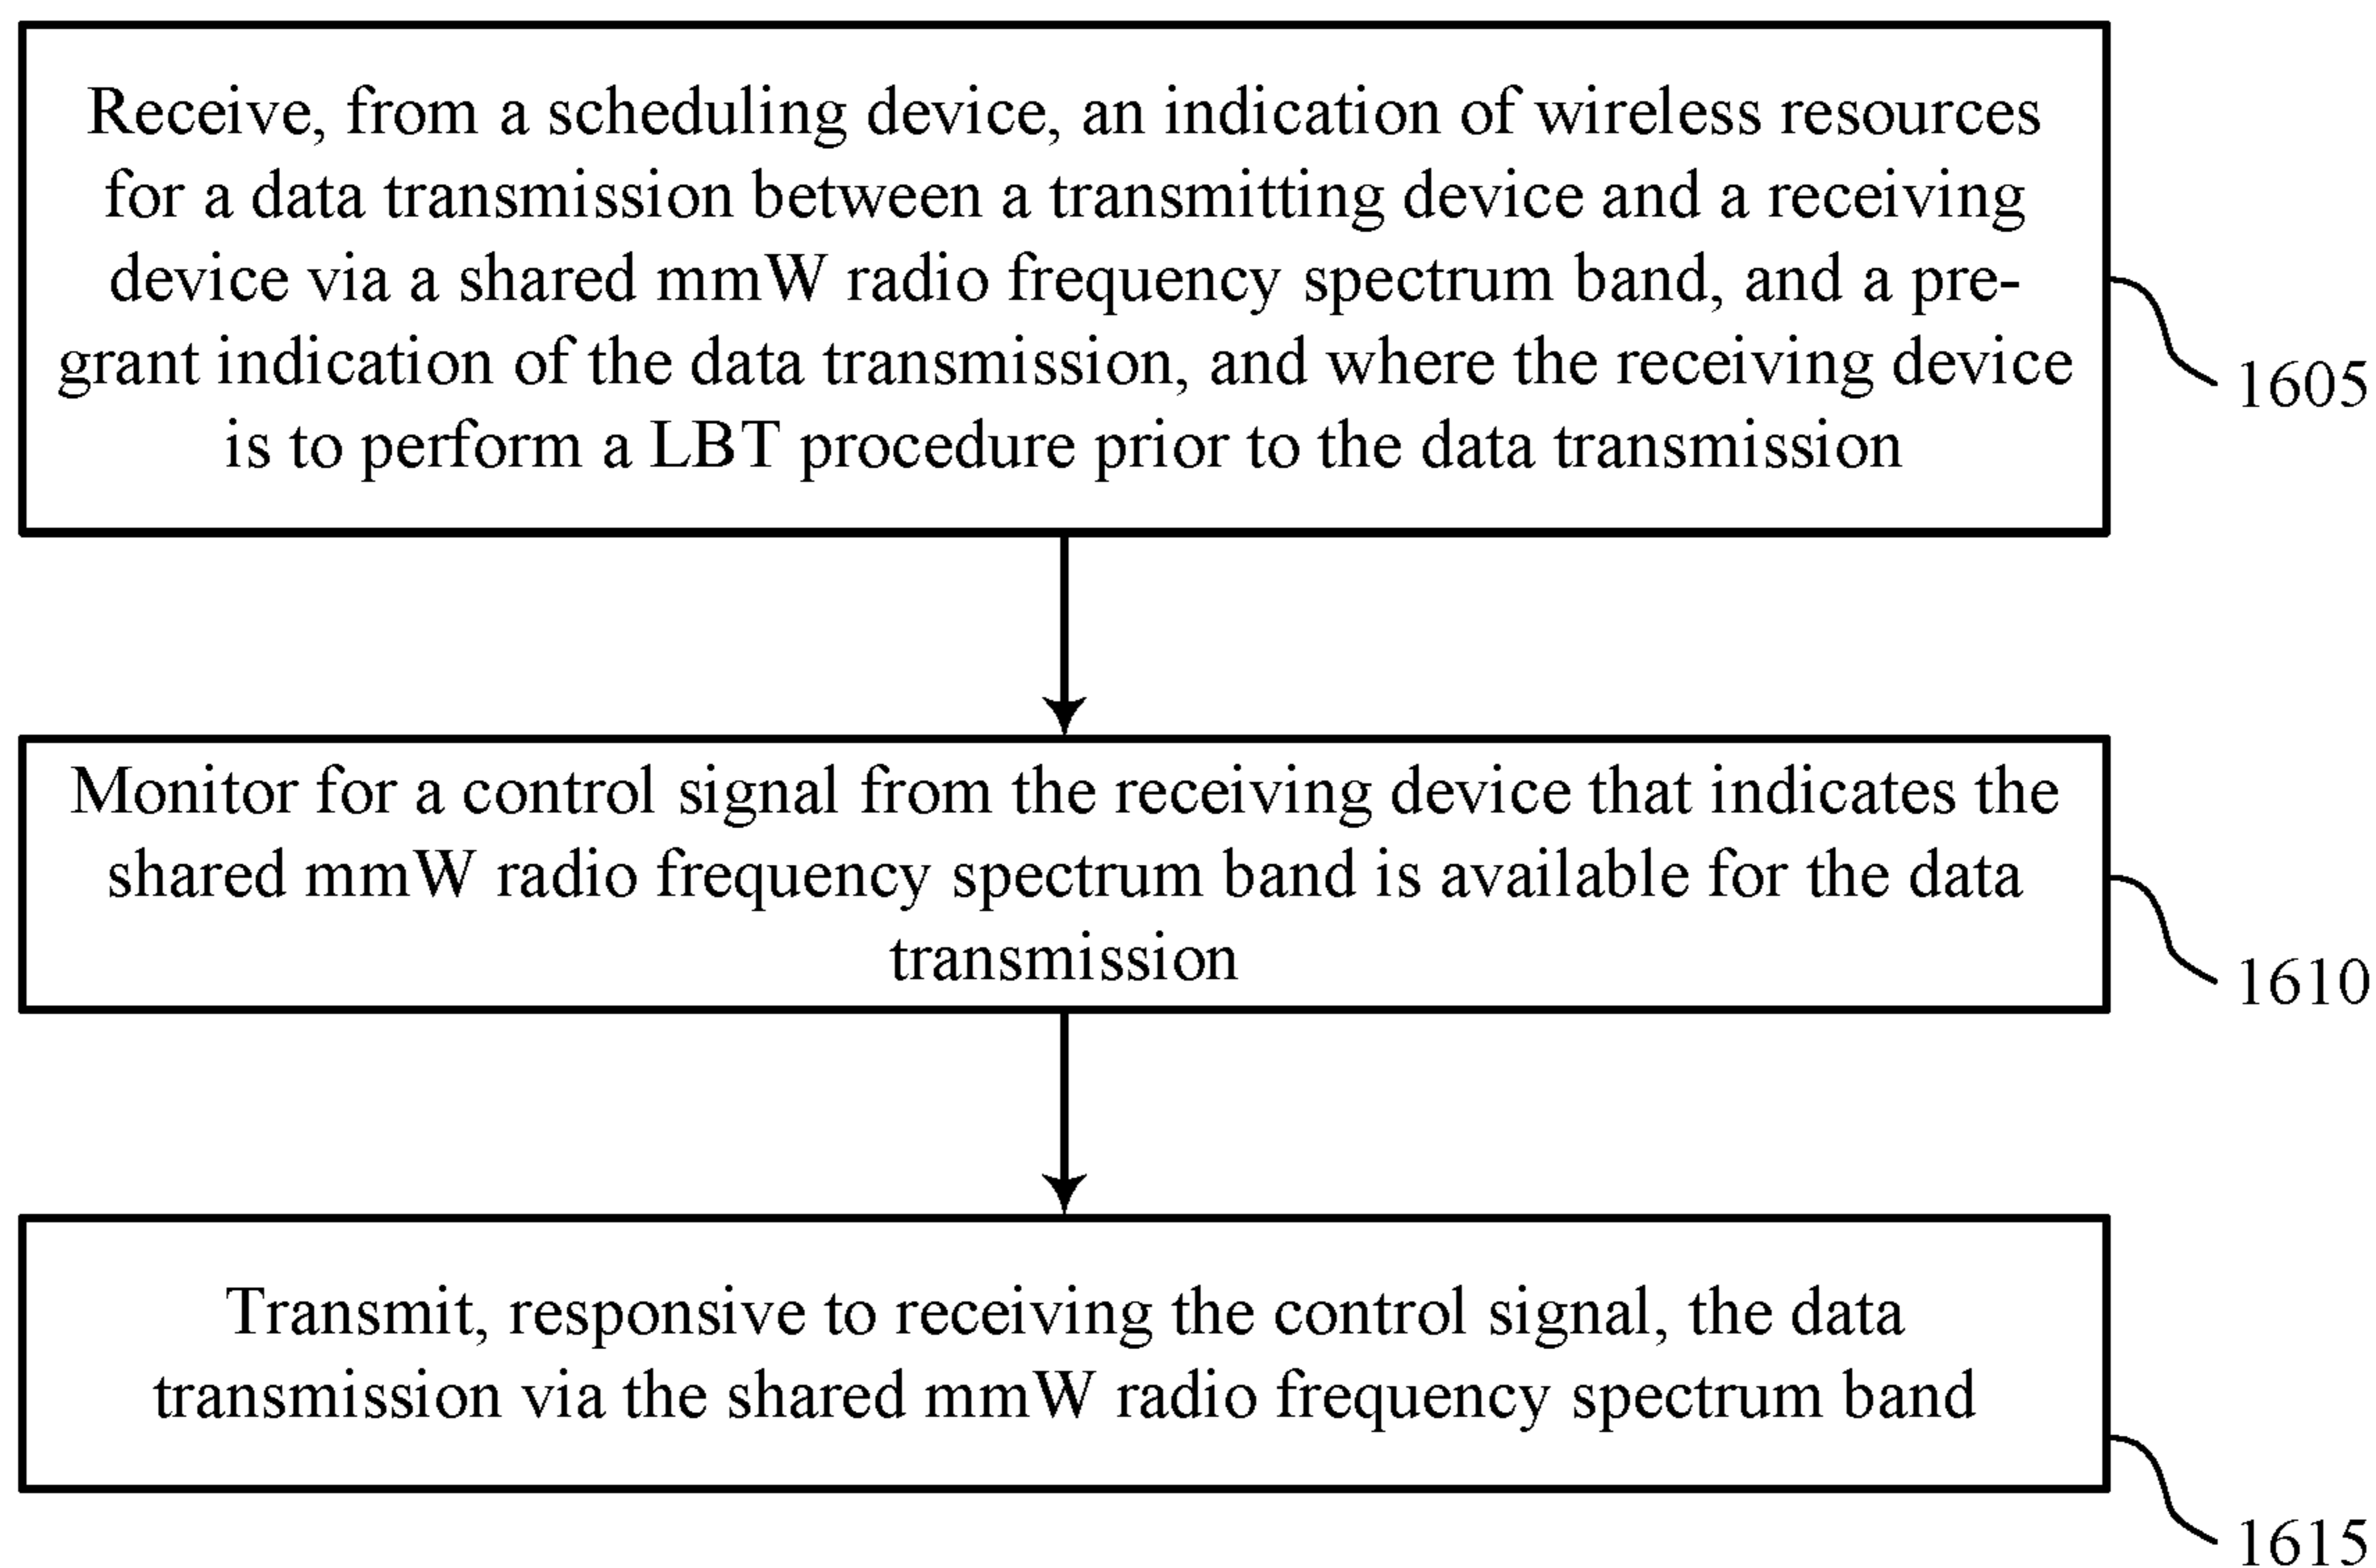 Receive, from a scheduling device, an indication of wireless resources
for a data transmission between a transmitting device and a receiving
device via a shared mmW radio frequency spectrum band, and a pre-
grant indication of the data transmission, and where the receiving device
is to perform a LBT procedure prior to the data transmission
1605
Monitor for a control signal from the receiving device that indicates the
shared mmW radio frequency spectrum band is available for the data
transmission
1610
Transmit, responsive to receiving the control signal, the data
transmission via the shared mmW radio frequency spectrum band
1615